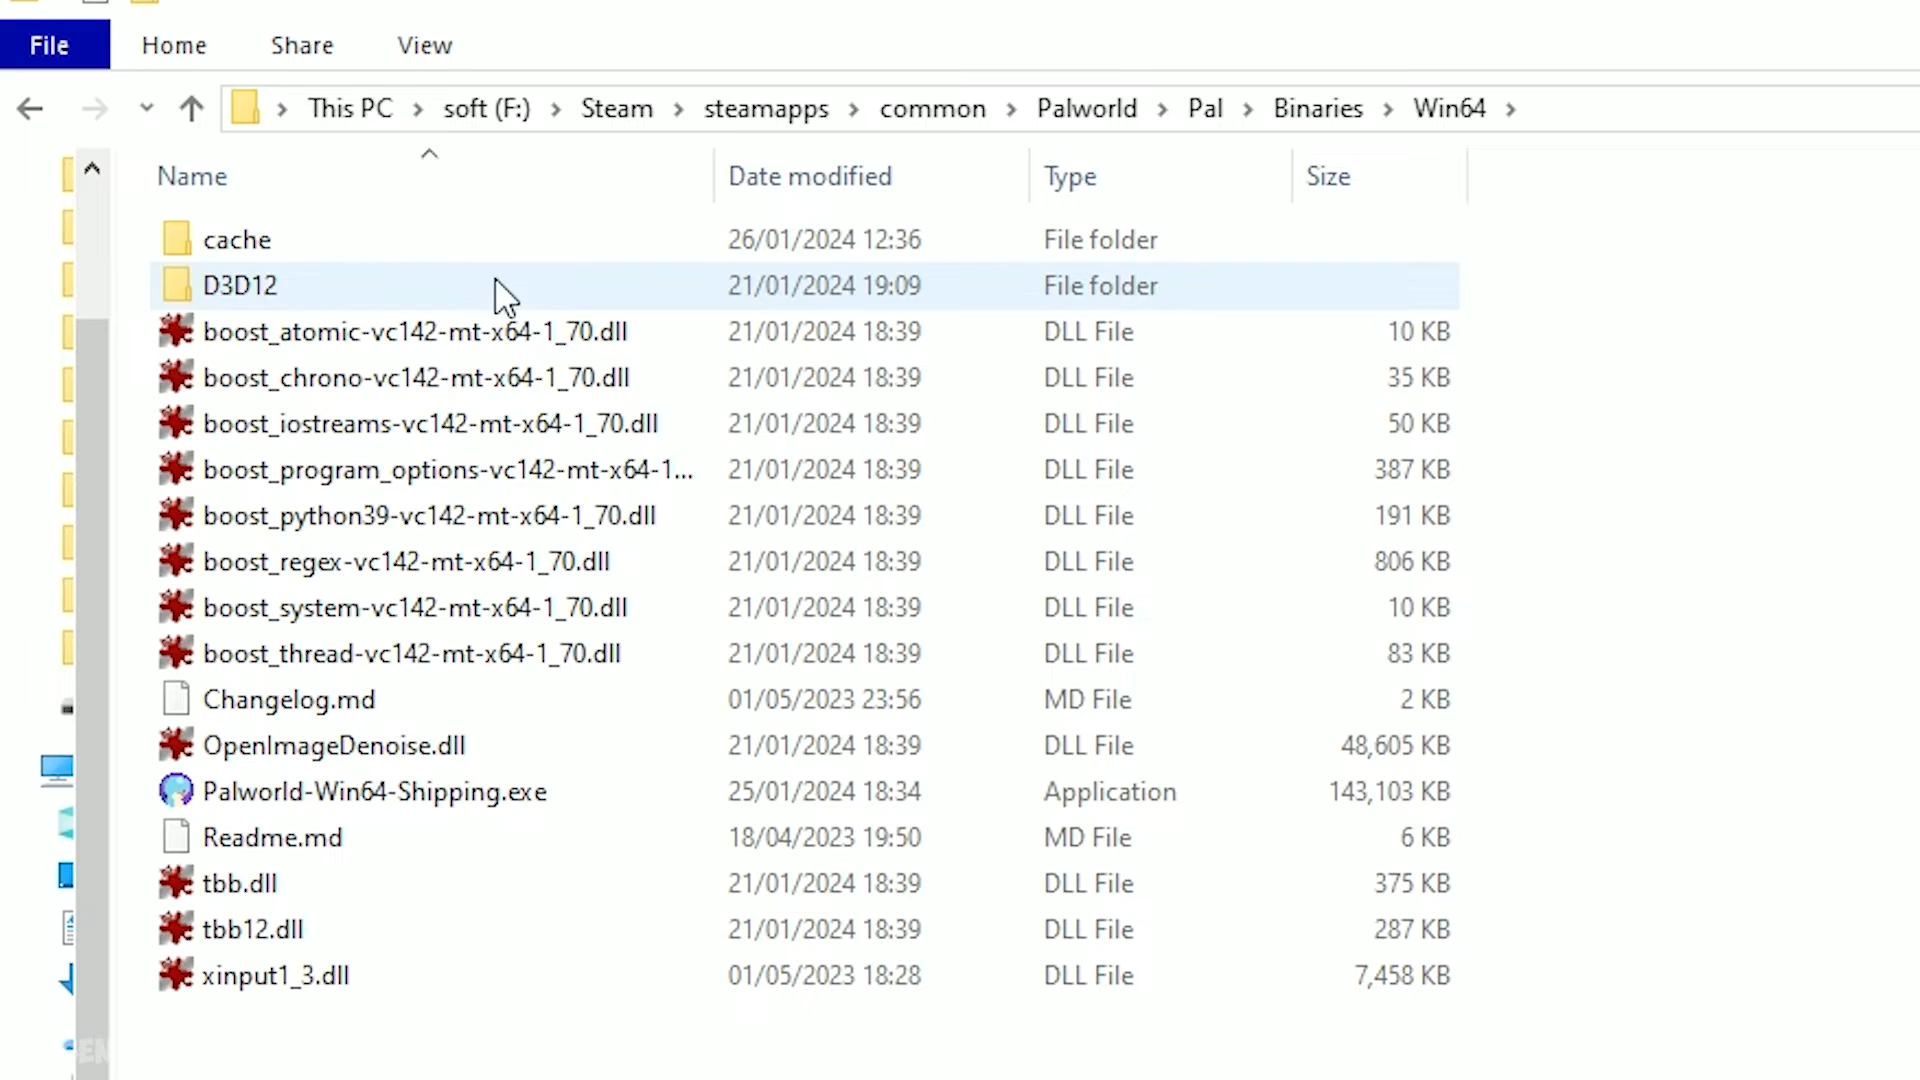 File Home Share View
This PC soft (F:) Steam steamapps common Palworld Pal Binaries Win64
Name Date modified Type Size
cache 26/01/2024 12:36 File folder
D3D12 21/01/2024 19:09 File folder
boost_atomic-vc142-mt-x64-1_70.dll 21/01/2024 18:39 DLL File 10 KB
boost_chrono-vc142-mt-x64-1_70.dll 21/01/2024 18:39 DLL File 35 KB
boost_iostreams-vc142-mt-x64-1_70.dll 21/01/2024 18:39 DLL File 50 KB
boost_program_options-vc142-mt-x64-1... 21/01/2024 18:39 DLL File 387 KB
boost_python39-vc142-mt-x64-1_70.dll 21/01/2024 18:39 DLL File 191 KB
boost_regex-vc142-mt-x64-1_70.dll 21/01/2024 18:39 DLL File 806 KB
boost_system-vc142-mt-x64-1_70.dll 21/01/2024 18:39 DLL File 10 KB
boost_thread-vc142-mt-x64-1_70.dll 21/01/2024 18:39 DLL File 83 KB
Changelog.md 01/05/2023 23:56 MD File 2 KB
OpenImageDenoise.dll 21/01/2024 18:39 DLL File 48,605 KB
Palworld-Win64-Shipping.exe 25/01/2024 18:34 Application 143,103 KB
Readme.md 18/04/2023 19:50 MD File 6 KB
tbb.dll 21/01/2024 18:39 DLL File 375 KB
tbb12.dll 21/01/2024 18:39 DLL File 287 KB
xinput1_3.dll 01/05/2023 18:28 DLL File 7,458 KB